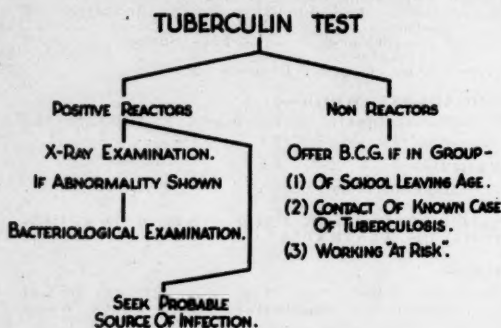 TUBERCULIN TEST
POSITIVE REACTORS
X-RAY EXAMINATION.
IF ABNORMALITY SHOWN
BACTERIOLOGICAL EXAMINATION.
SEEK PROBABLE
SOURCE OF INFECTION.
NON REACTORS
OFFER B.C.G. IF IN GROUP-
(1) OF SCHOOL LEAVING AGE.
(2) CONTACT OF KNOWN CASE
OF TUBERCULOSIS.
(3) WORKING "AT RISK".